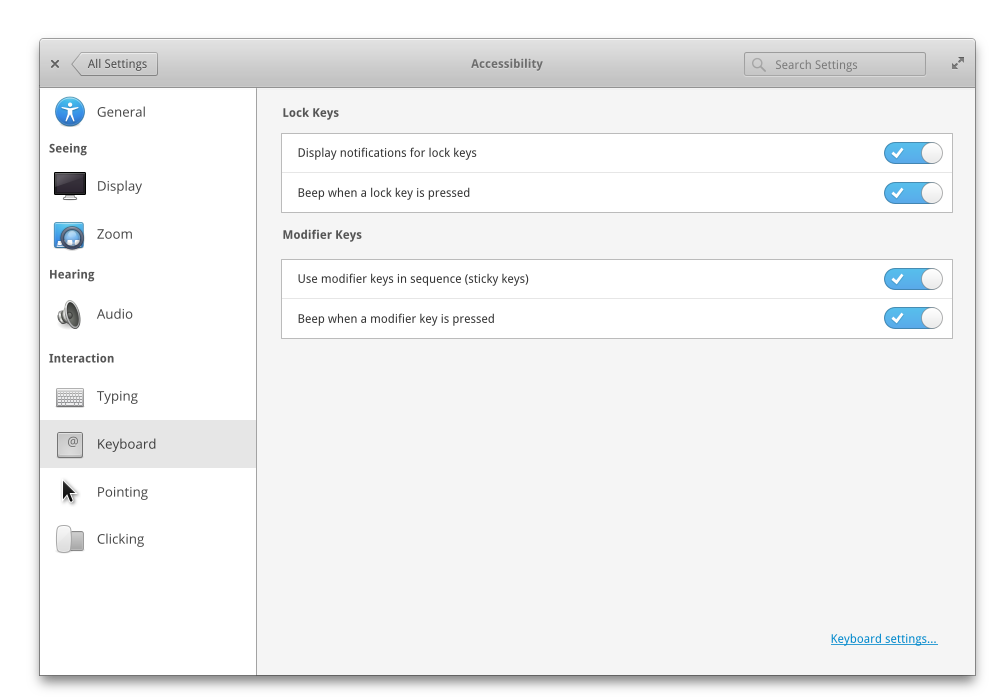 All Settings
Accessibility
Search Settings
General
Seeing
Display
Zoom
Hearing
Audio
Interaction
Typing
@
Keyboard
Pointing
Clicking
Lock Keys
Display notifications for lock keys
Beep when a lock key is pressed
Modifier Keys
Use modifier keys in sequence (sticky keys)
Beep when a modifier key is pressed
Keyboard settings...